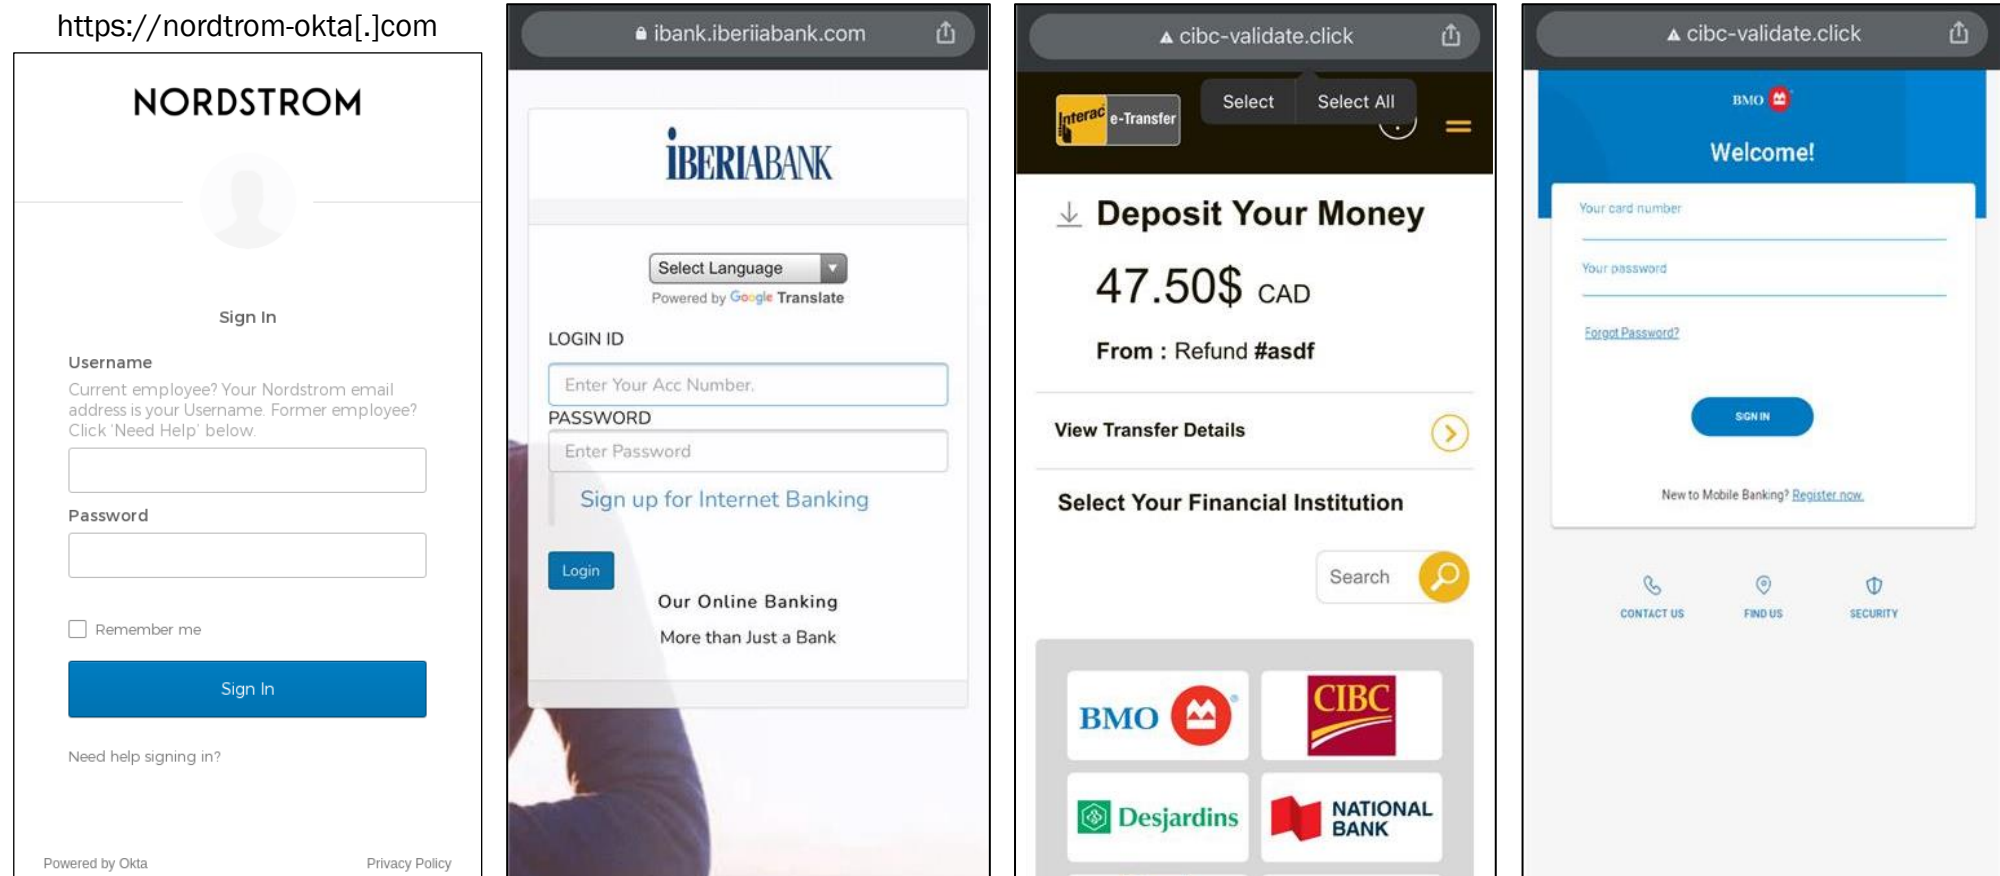 https://nordtrom-okta[.]com
NORDSTROM
Sign In
Username
Current employee? Your Nordstrom email
address is your Username. Former employee?
Click 'Need Help' below.
Password
Remember me
Sign In
Need help signing in?
Powered by Okta
Privacy Policy
ibank.iberiiabank.com
IBERIABANK
Select Language
Powered by Google Translate
LOGIN ID
Enter Your Acc Number.
PASSWORD
Enter Password
Sign up for Internet Banking
Login
Our Online Banking
More than Just a Bank
cibc-validate.click
Select
Select All
Interac e-Transfer
Deposit Your Money
47.50$ CAD
From : Refund #asdf
View Transfer Details
Select Your Financial Institution
Search
BMO
CIBC
Desjardins
NATIONAL
BANK
cibc-validate.click
BMO
Welcome!
Your card number
Your password
Forgot Password?
SIGN IN
New to Mobile Banking? Register now.
CONTACT US
FIND US
SECURITY